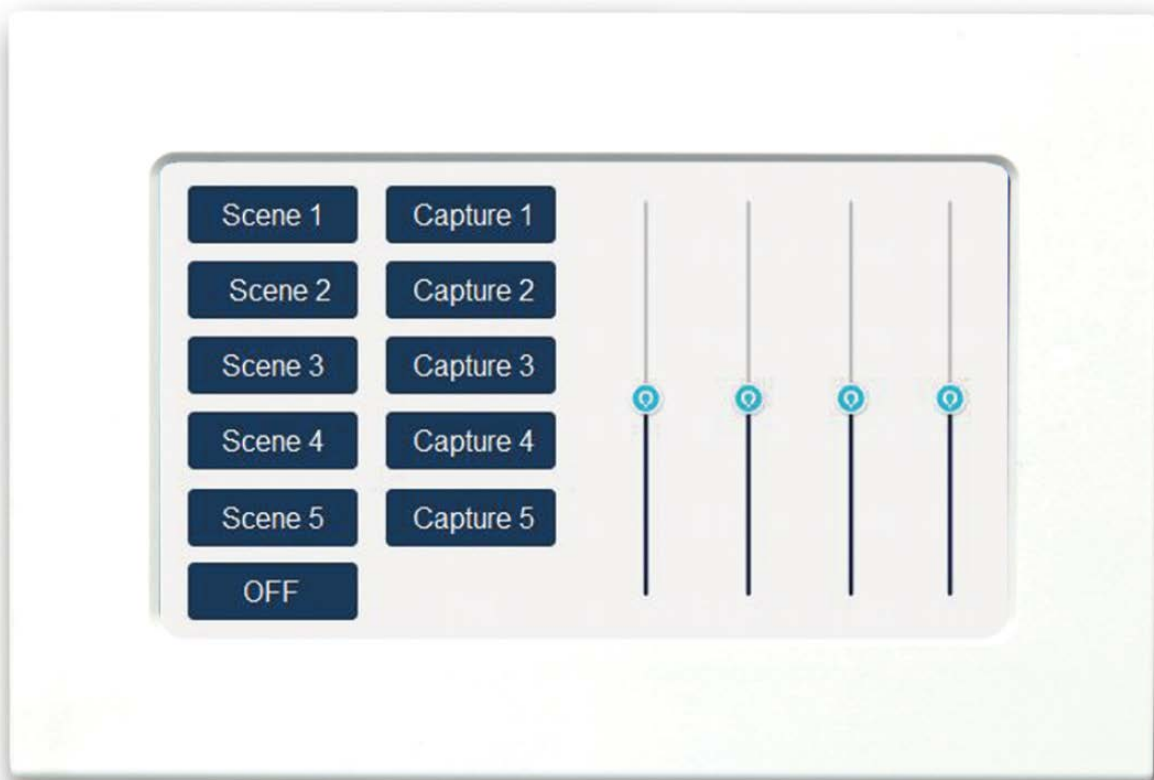 Scene 1
Capture 1
Scene 2
Capture 2
Scene 3
Capture 3
Scene 4
Capture 4
Scene 5
Capture 5
OFF